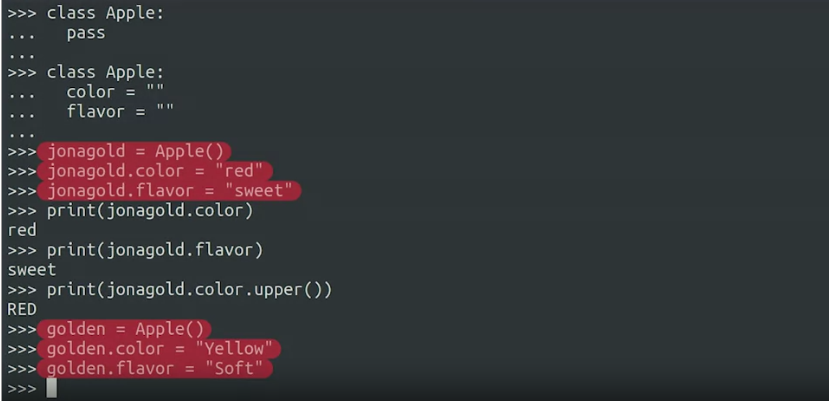 >>> class Apple:
...   pass
...
>>> class Apple:
...   color = ""
...   flavor = ""
...
>>> jonagold = Apple()
>>> jonagold.color = "red"
>>> jonagold.flavor = "sweet"
>>> print(jonagold.color)
red
>>> print(jonagold.flavor)
sweet
>>> print(jonagold.color.upper())
RED
>>> golden = Apple()
>>> golden.color = "Yellow"
>>> golden.flavor = "Soft"
>>>